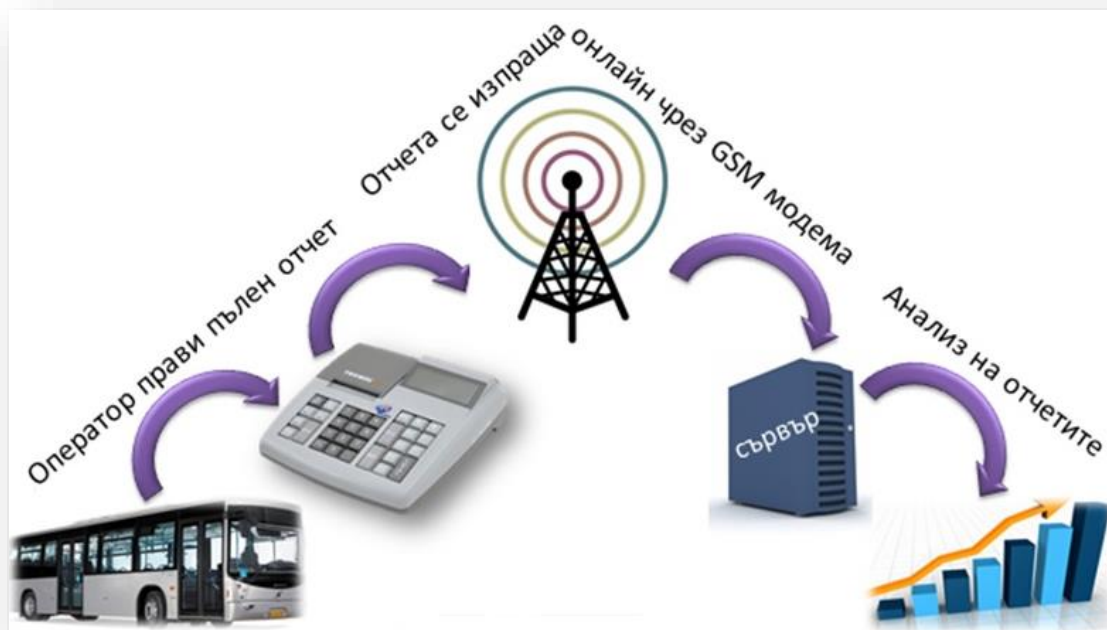 Оператор прави пълен отчет
Отчета се изпраща онлайн чрез GSM модема
Анализ на отчетите
сървър